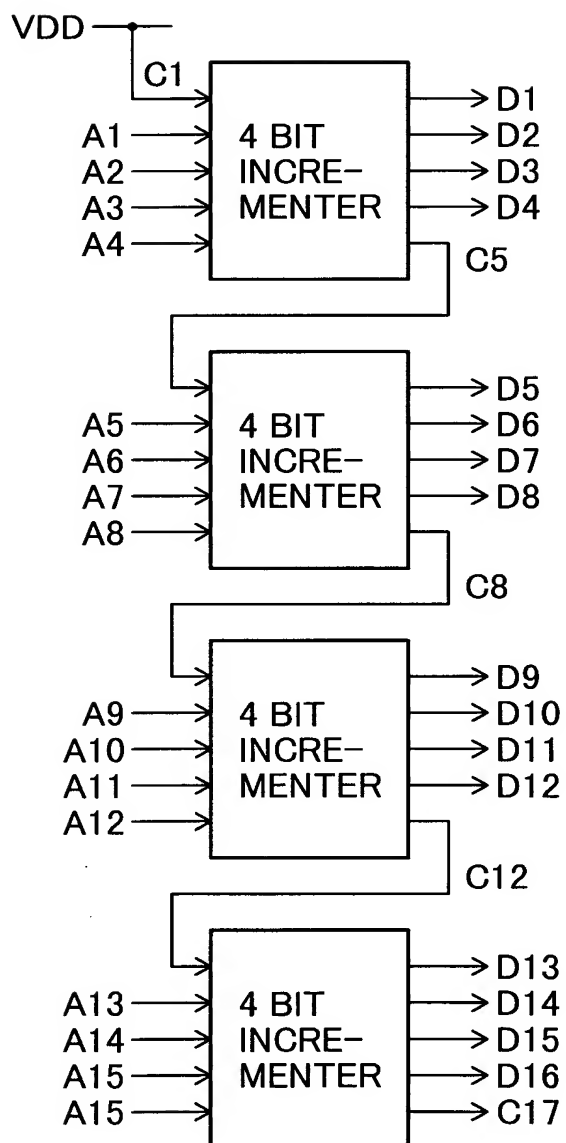 VDD
C1
A1
A2
A3
A4
4 BIT
INCRE-
MENTER
D1
D2
D3
D4
C5
A5
A6
A7
A8
4 BIT
INCRE-
MENTER
D5
D6
D7
D8
C8
A9
A10
A11
A12
4 BIT
INCRE-
MENTER
D9
D10
D11
D12
C12
A13
A14
A15
A15
4 BIT
INCRE-
MENTER
D13
D14
D15
D16
C17